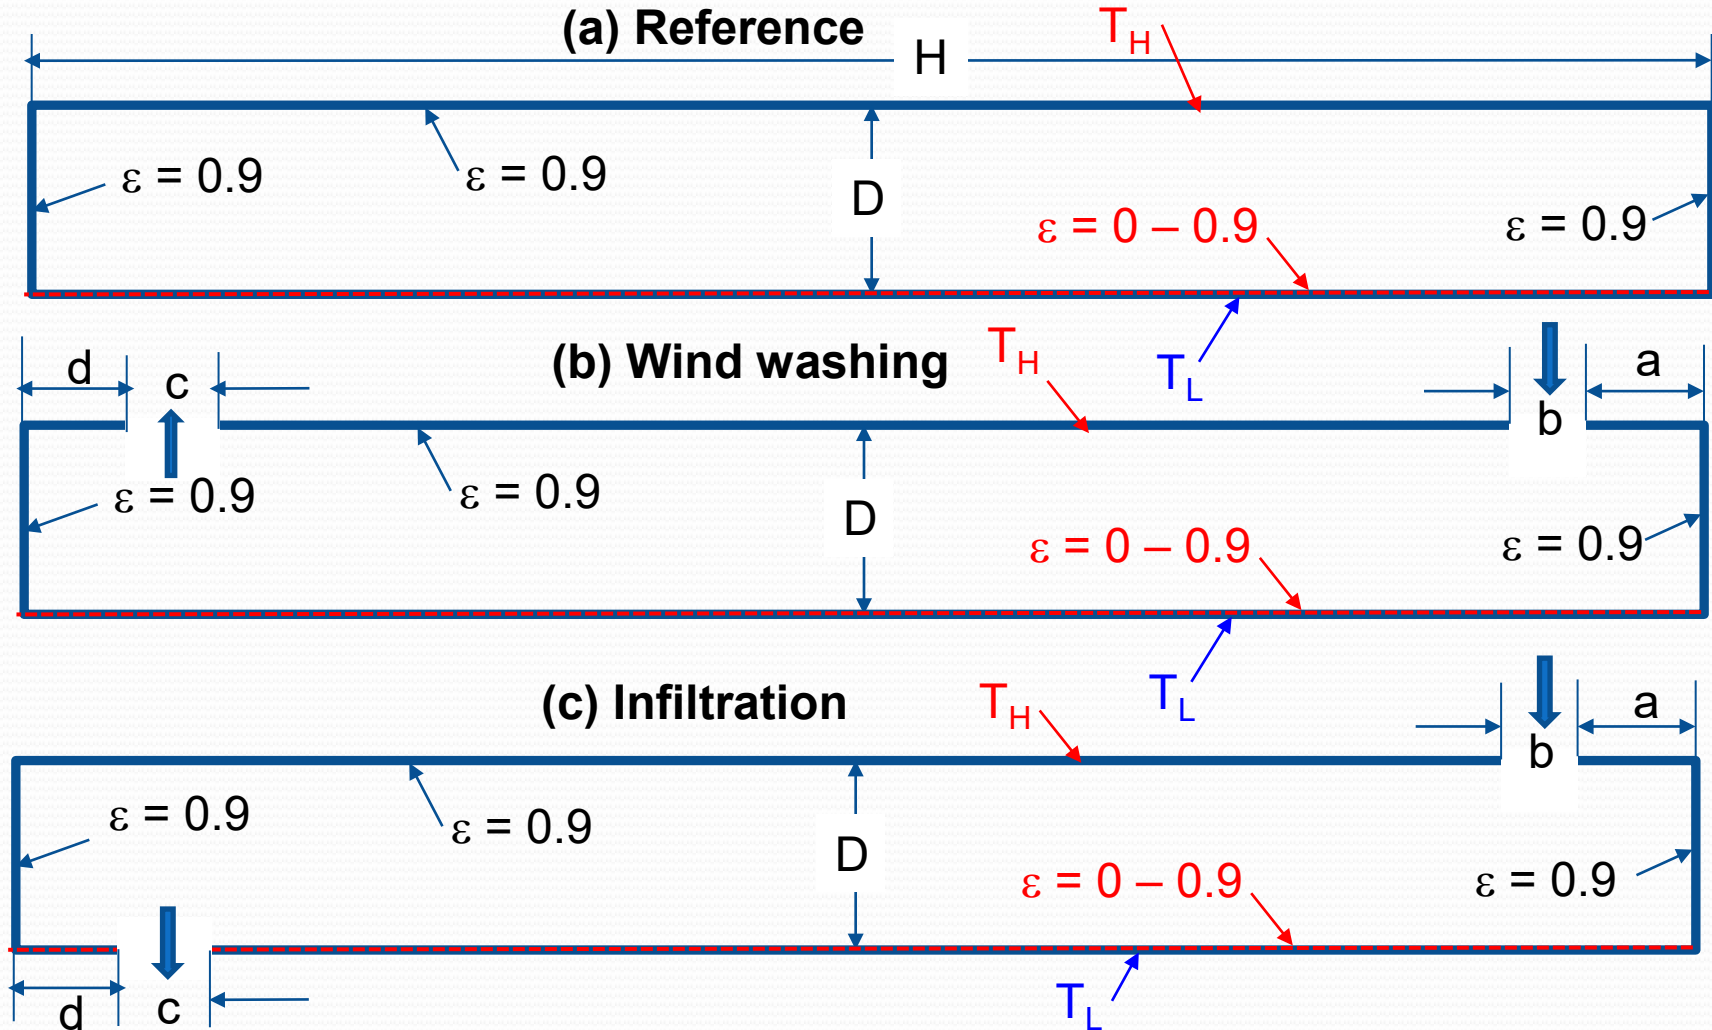 (a) Reference
T_H
H
ε = 0.9
ε = 0.9
D
ε = 0 – 0.9
ε = 0.9
T_L
(b) Wind washing
T_H
d
c
b
a
ε = 0.9
ε = 0.9
D
ε = 0 – 0.9
ε = 0.9
T_L
(c) Infiltration
T_H
b
a
ε = 0.9
ε = 0.9
D
ε = 0 – 0.9
ε = 0.9
T_L
d
c